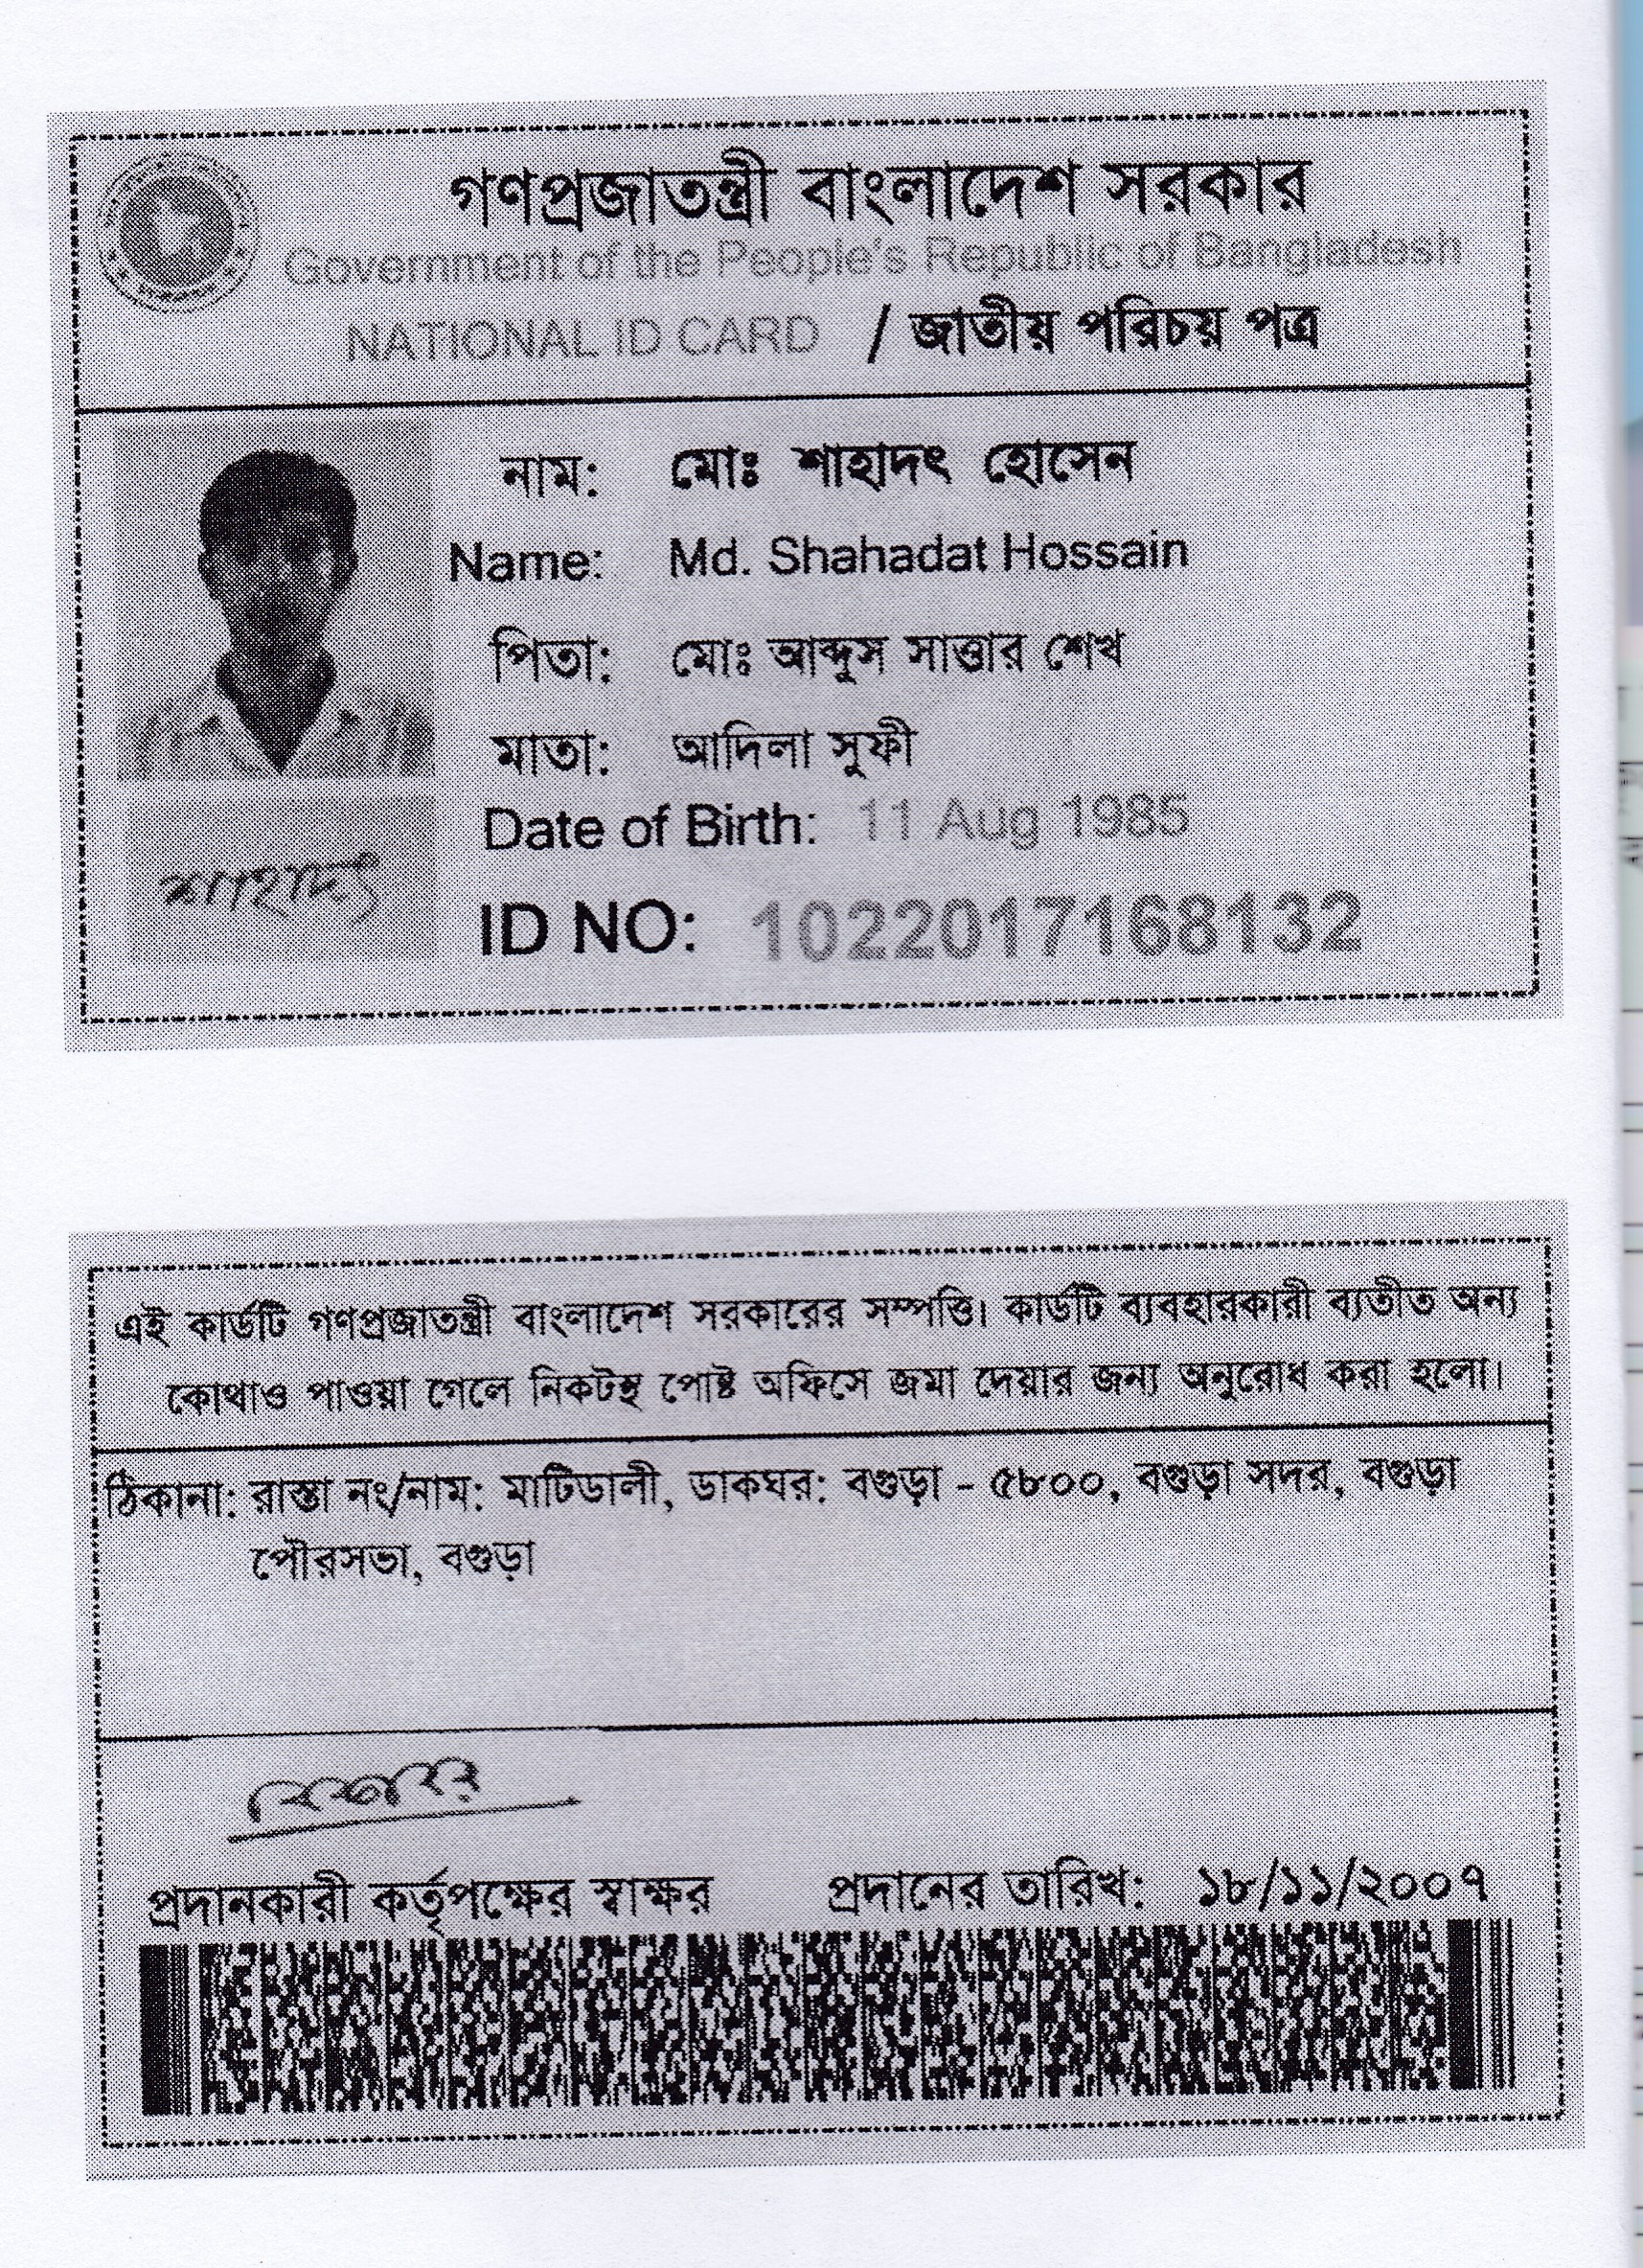 গণপ্রজাতন্ত্রী বাংলাদেশ সরকার
Government of the People's Republic of Bangladesh
NATIONAL ID CARD / জাতীয় পরিচয় পত্র
নাম: মোঃ শাহাদৎ হোসেন
Name: Md. Shahadat Hossain
পিতা: মোঃ আব্দুস সাত্তার শেখ
মাতা: আদিলা সুফী
Date of Birth: 11 Aug 1985
শাহাদৎ
ID NO: 1022017168132
এই কার্ডটি গণপ্রজাতন্ত্রী বাংলাদেশ সরকারের সম্পত্তি। কার্ডটি ব্যবহারকারী ব্যতীত অন্য
কোথাও পাওয়া গেলে নিকটস্থ পোষ্ট অফিসে জমা দেয়ার জন্য অনুরোধ করা হলো।
ঠিকানা: রাস্তা নং/নাম: মাটিডালী, ডাকঘর: বগুড়া - ৫৮০০, বগুড়া সদর, বগুড়া
পৌরসভা, বগুড়া
প্রদানকারী কর্তৃপক্ষের স্বাক্ষর প্রদানের তারিখ: ১৮/১১/২০০৭